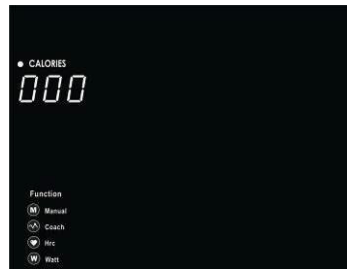 CALORIES
000
Function
M Manual
Coach
Hrc
W Watt